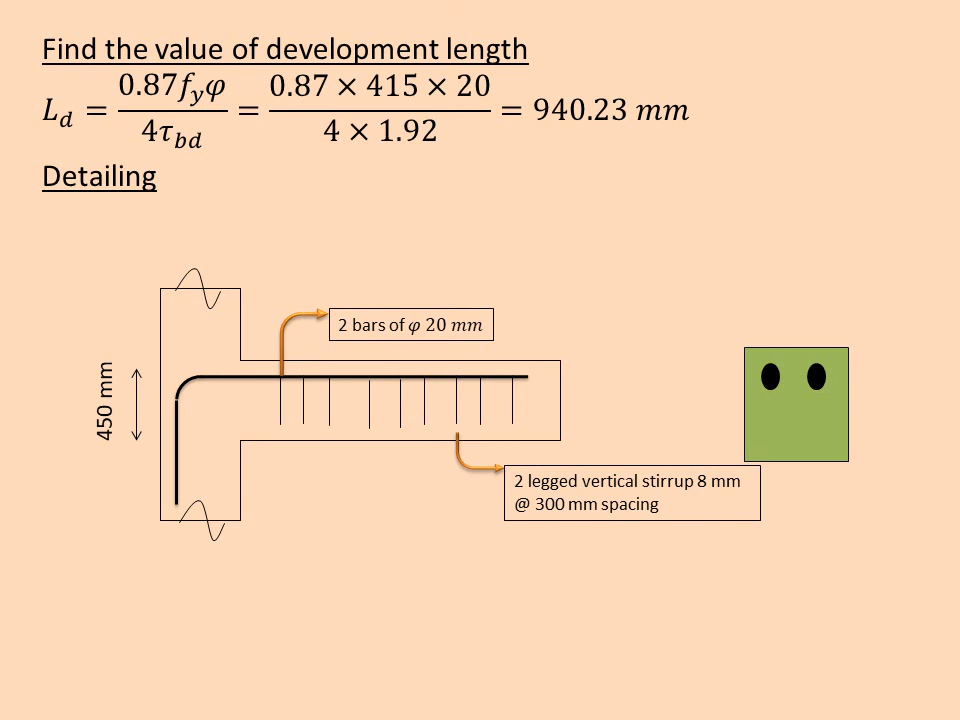 Find the value of development length
L_d = 0.87f_yφ / 4τ_bd = 0.87 × 415 × 20 / 4 × 1.92 = 940.23 mm
Detailing
2 bars of φ 20 mm
450 mm
2 legged vertical stirrup 8 mm
@ 300 mm spacing